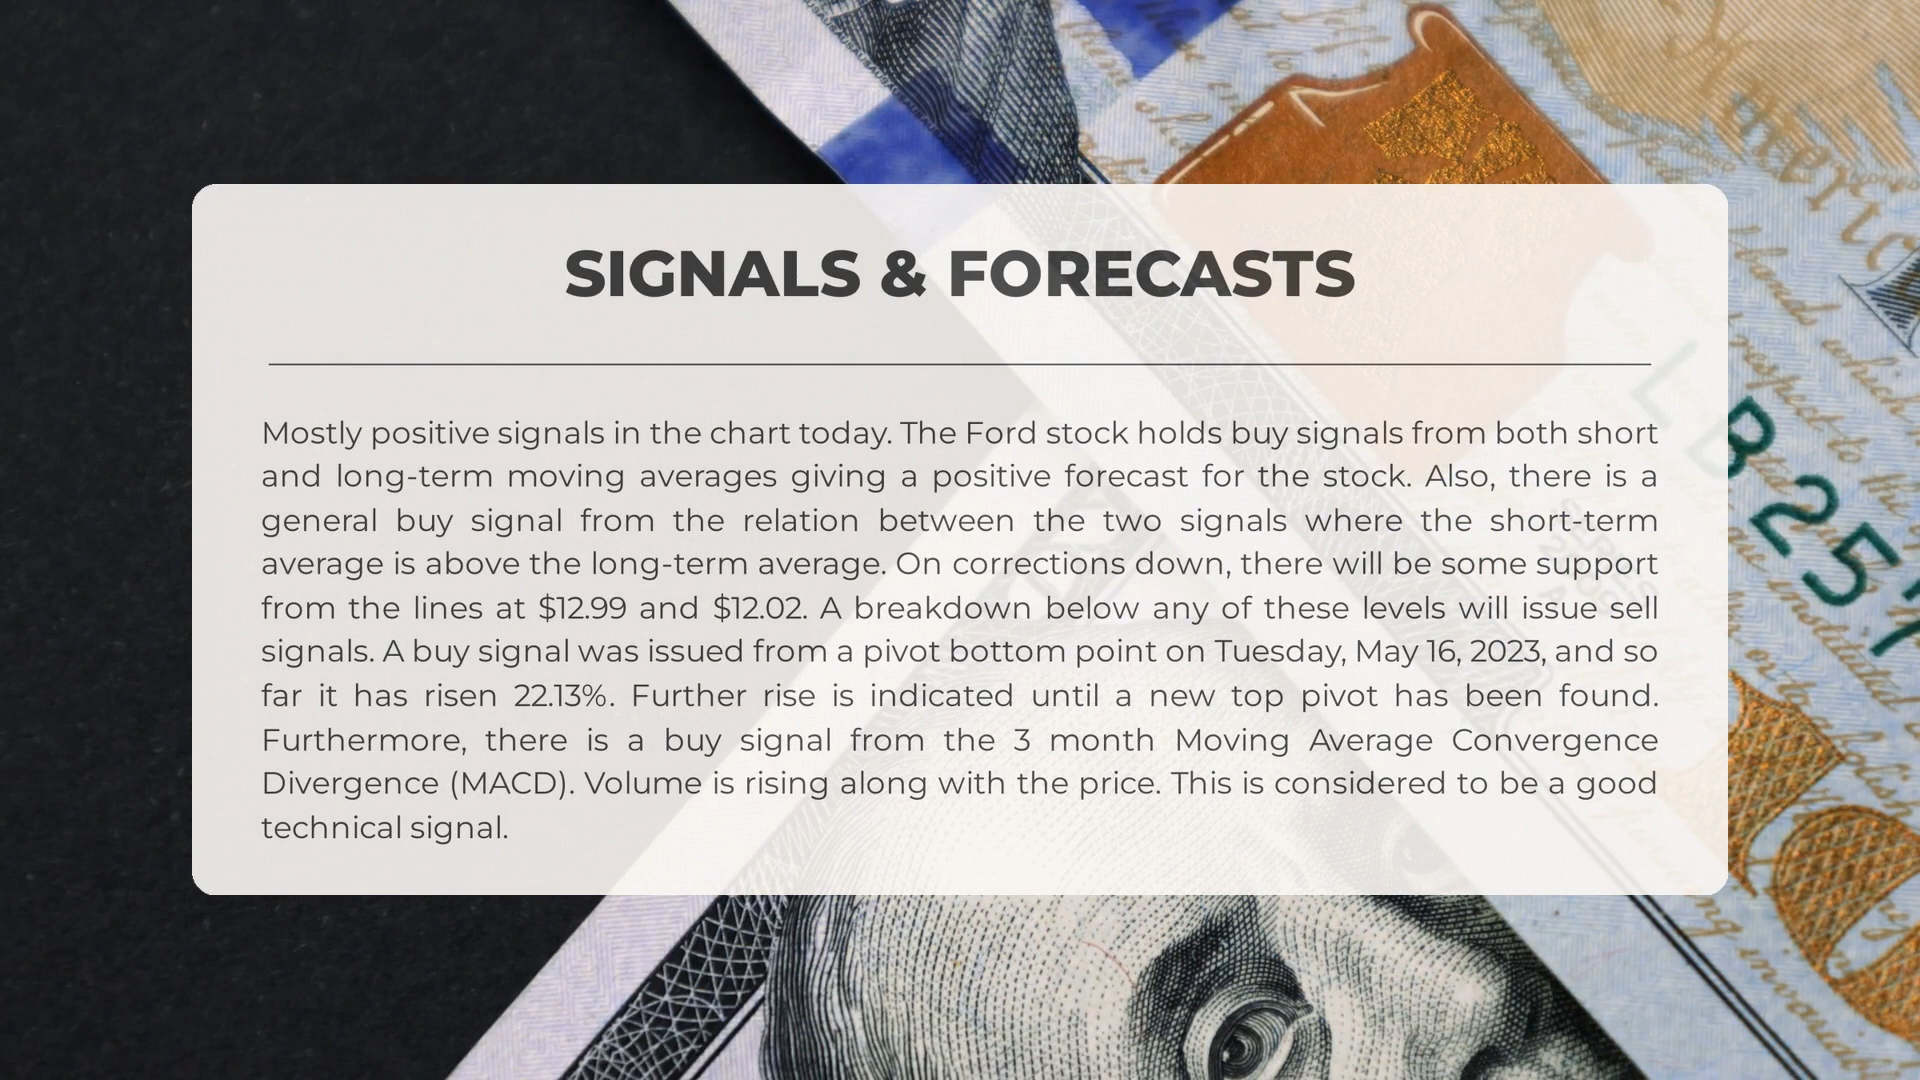 SIGNALS & FORECASTS
Mostly positive signals in the chart today. The Ford stock holds buy signals from both short
and long-term moving averages giving a positive forecast for the stock. Also, there is a
general buy signal from the relation between the two signals where the short-term
average is above the long-term average. On corrections down, there will be some support
from the lines at $12.99 and $12.02. A breakdown below any of these levels will issue sell
signals. A buy signal was issued from a pivot bottom point on Tuesday, May 16, 2023, and so
far it has risen 22.13%. Further rise is indicated until a new top pivot has been found.
Furthermore, there is a buy signal from the 3 month Moving Average Convergence
Divergence (MACD). Volume is rising along with the price. This is considered to be a good
technical signal.
LB257